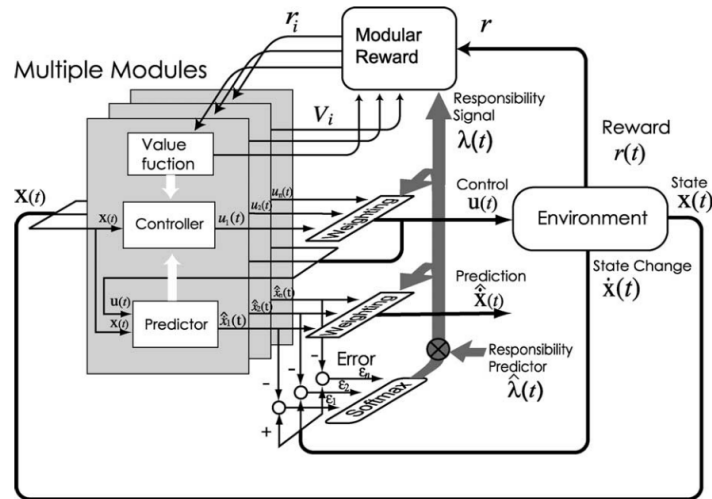 r_i
r
Modular
Reward
Multiple Modules
V_i
Responsibility
Signal
λ(t)
Reward
r(t)
Value
fuction
u_n(t)
u_2(t)
State
x(t)
x(t)
x(t)
Controller
u_1(t)
Weighting
Control
u(t)
Environment
State Change
ẋ(t)
Prediction
x̂̇(t)
u(t)
x(t)
Predictor
x̂̇_1(t)
x̂̇_2(t)
x̂̇_n(t)
Weighting
-
-
-
+
Error
ε_n
ε_2
ε_1
Softmax
Responsibility
Predictor
λ̂(t)